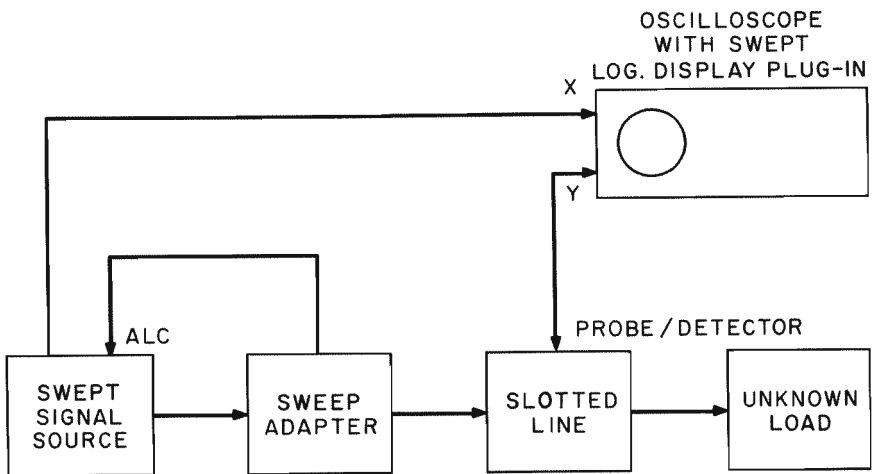 OSCILLOSCOPE
WITH SWEPT
LOG. DISPLAY PLUG-IN
X
Y
ALC
PROBE/DETECTOR
SWEPT
SIGNAL
SOURCE
SWEEP
ADAPTER
SLOTTED
LINE
UNKNOWN
LOAD